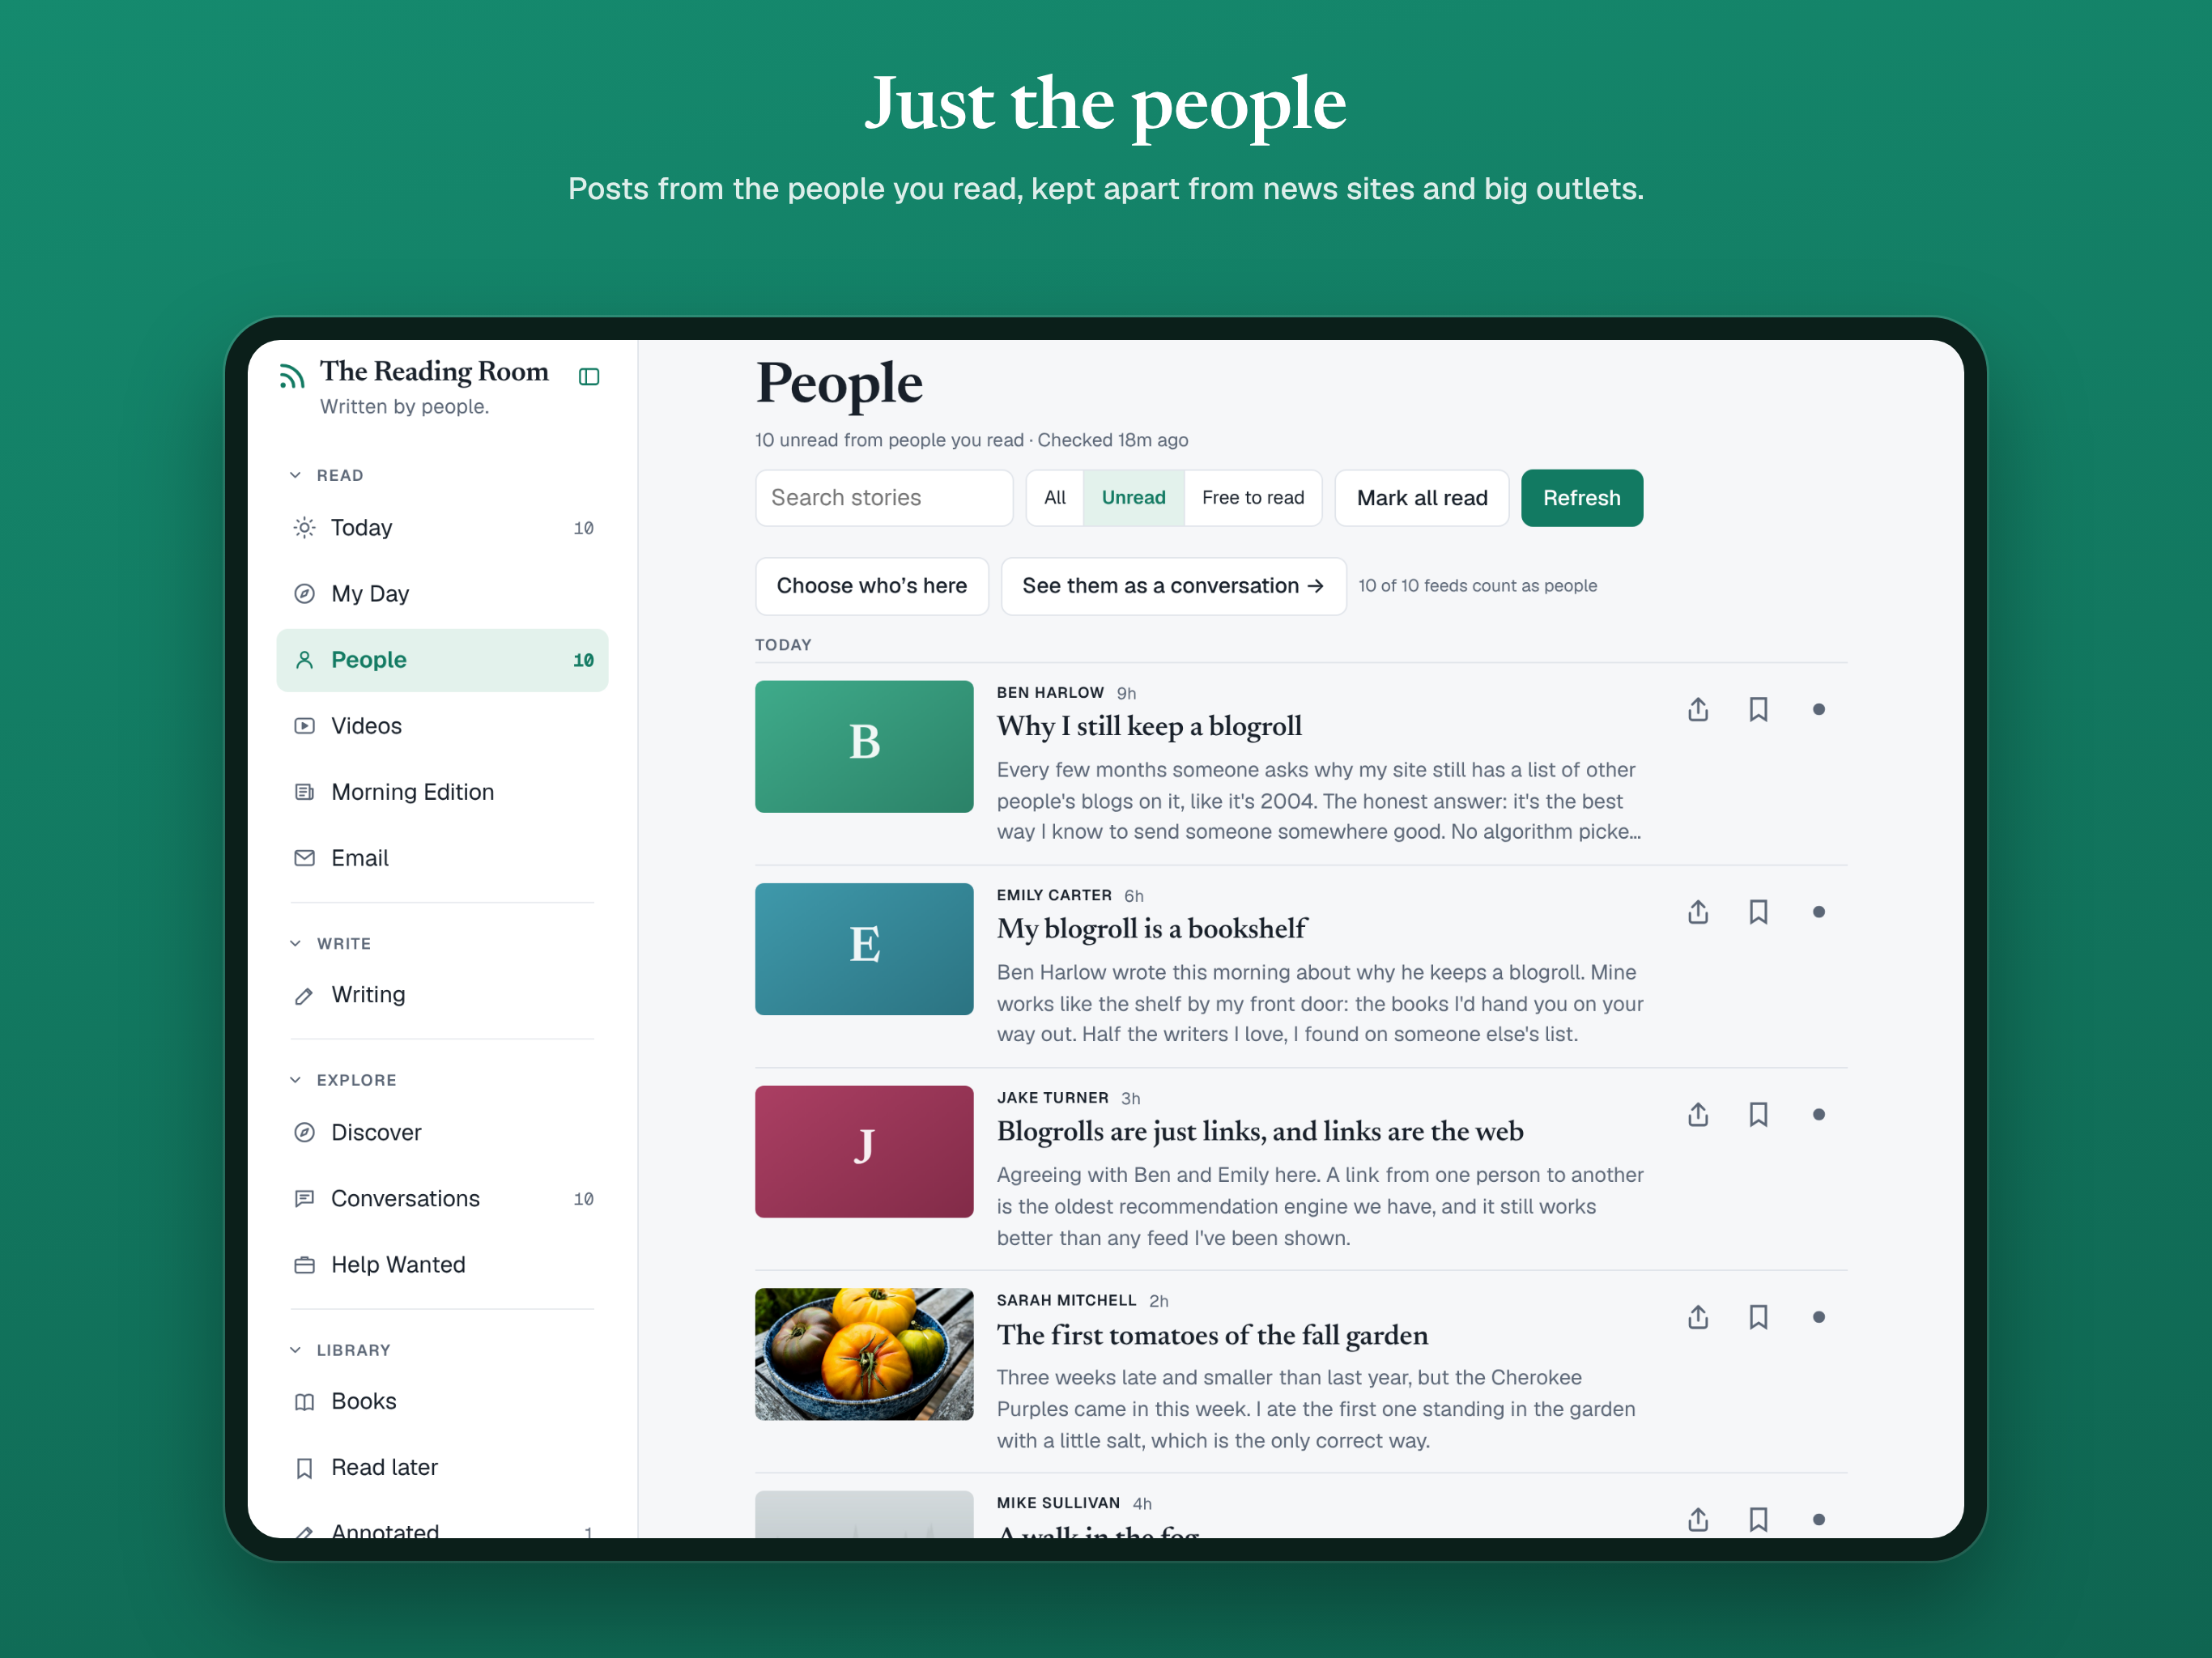 Just the people
Posts from the people you read, kept apart from news sites and big outlets.
The Reading Room
Written by people.
READ
Today 10
My Day
People 10
Videos
Morning Edition
Email
WRITE
Writing
EXPLORE
Discover
Conversations 10
Help Wanted
LIBRARY
Books
Read later
Annotated 1
People
10 unread from people you read · Checked 18m ago
Search stories
All
Unread
Free to read
Mark all read
Refresh
Choose who’s here
See them as a conversation →
10 of 10 feeds count as people
TODAY
B
BEN HARLOW 9h
Why I still keep a blogroll
Every few months someone asks why my site still has a list of other
people's blogs on it, like it's 2004. The honest answer: it's the best
way I know to send someone somewhere good. No algorithm picke...
E
EMILY CARTER 6h
My blogroll is a bookshelf
Ben Harlow wrote this morning about why he keeps a blogroll. Mine
works like the shelf by my front door: the books I'd hand you on your
way out. Half the writers I love, I found on someone else's list.
J
JAKE TURNER 3h
Blogrolls are just links, and links are the web
Agreeing with Ben and Emily here. A link from one person to another
is the oldest recommendation engine we have, and it still works
better than any feed I've been shown.
SARAH MITCHELL 2h
The first tomatoes of the fall garden
Three weeks late and smaller than last year, but the Cherokee
Purples came in this week. I ate the first one standing in the garden
with a little salt, which is the only correct way.
MIKE SULLIVAN 4h
A walk in the fog